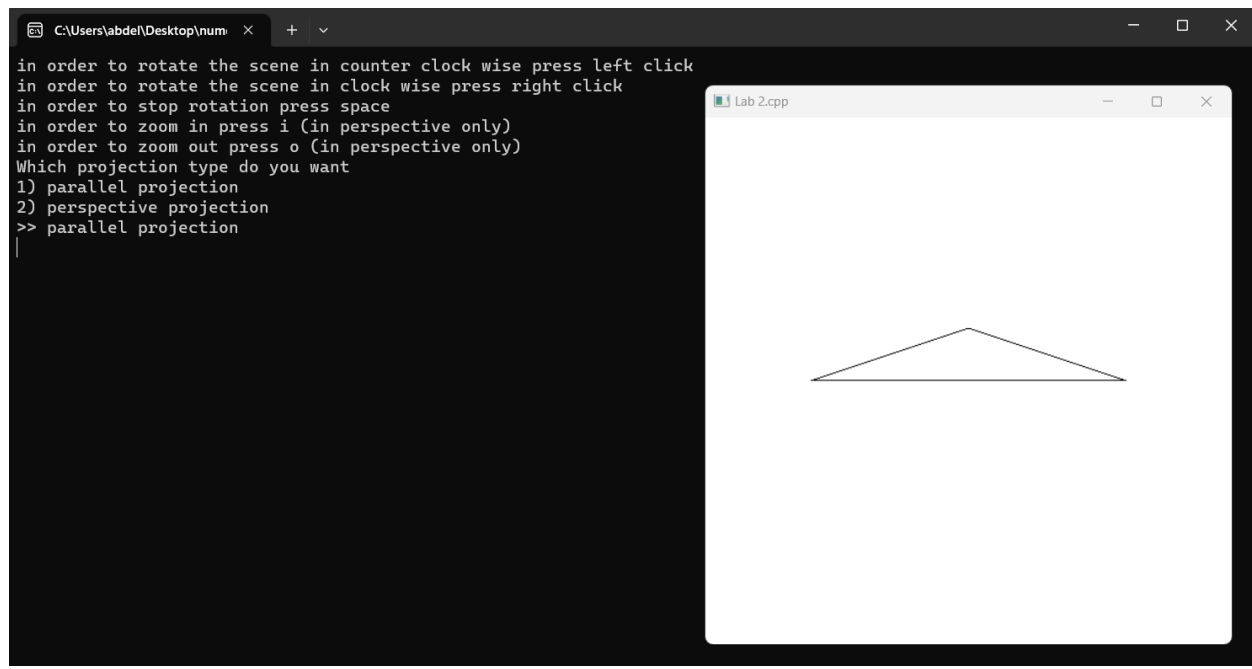 C:\Users\abdel\Desktop\num
in order to rotate the scene in counter clock wise press left click
in order to rotate the scene in clock wise press right click
in order to stop rotation press space
in order to zoom in press i (in perspective only)
in order to zoom out press o (in perspective only)
Which projection type do you want
1) parallel projection
2) perspective projection
>> parallel projection
Lab 2.cpp